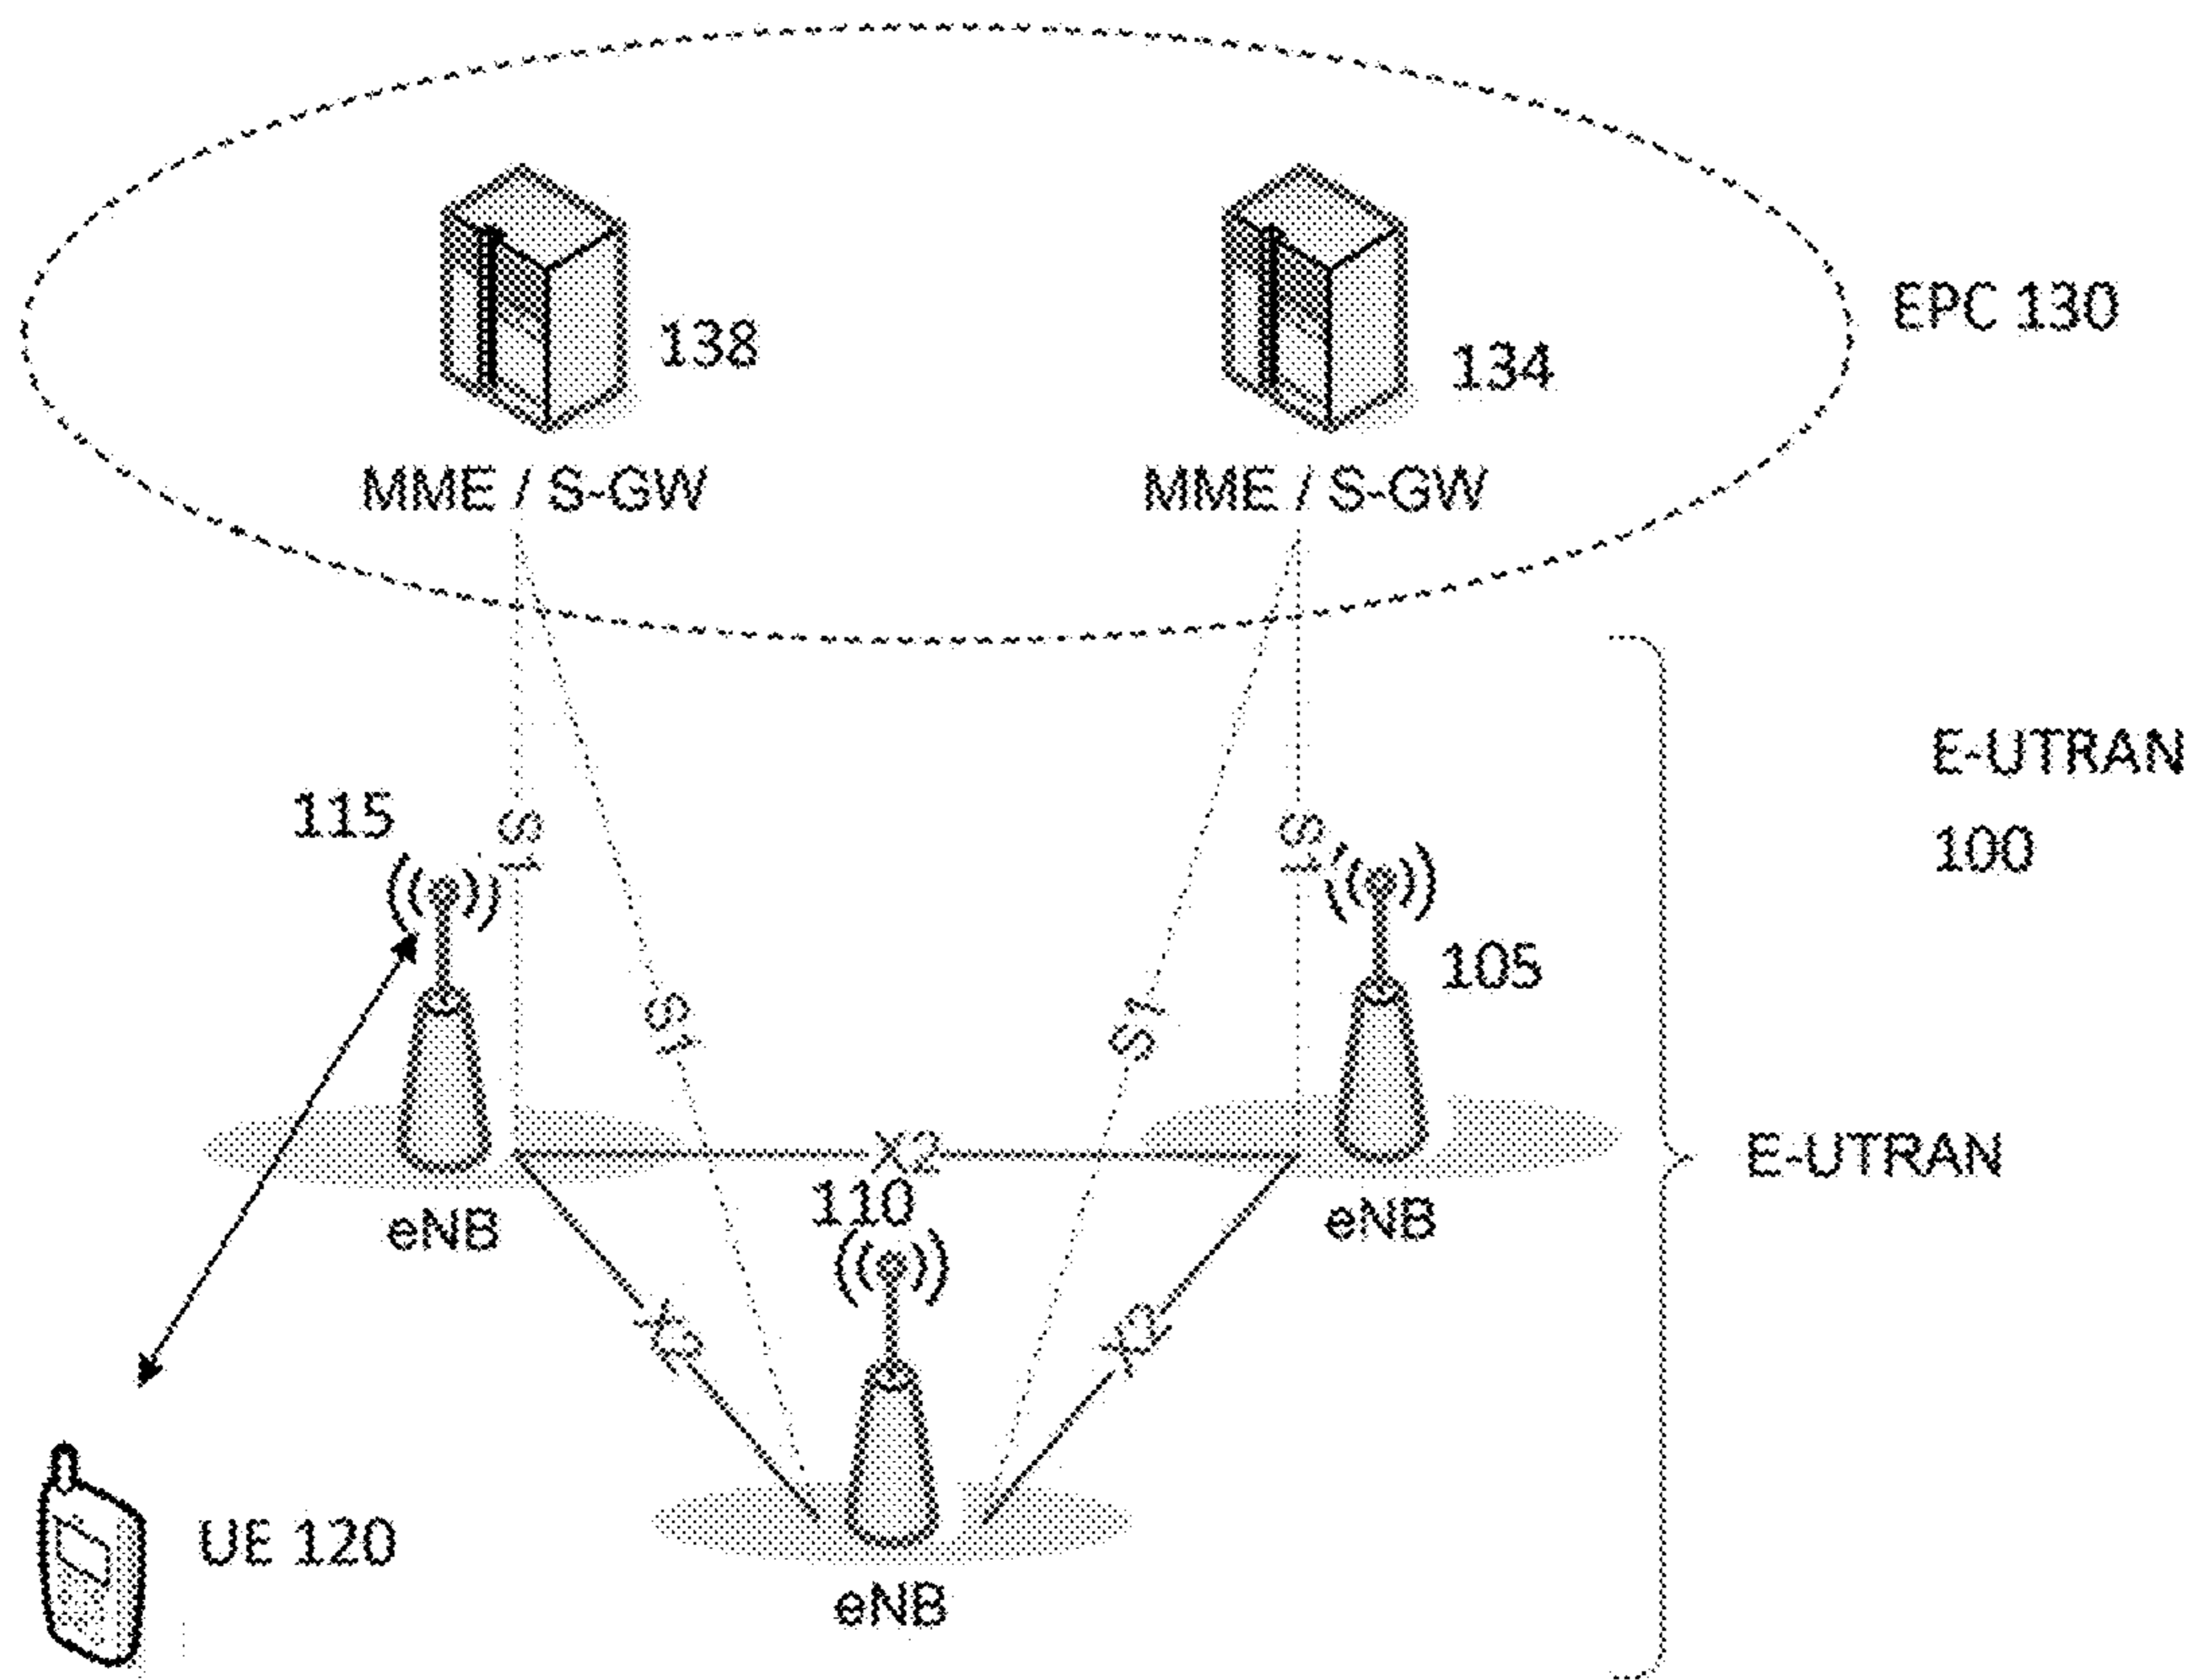 EPC 130
138
134
MME / S-GW
MME / S-GW
E-UTRAN
100
115
S1
S1
105
S1
S1
X2
E-UTRAN
110
eNB
eNB
X2
X2
UE 120
eNB